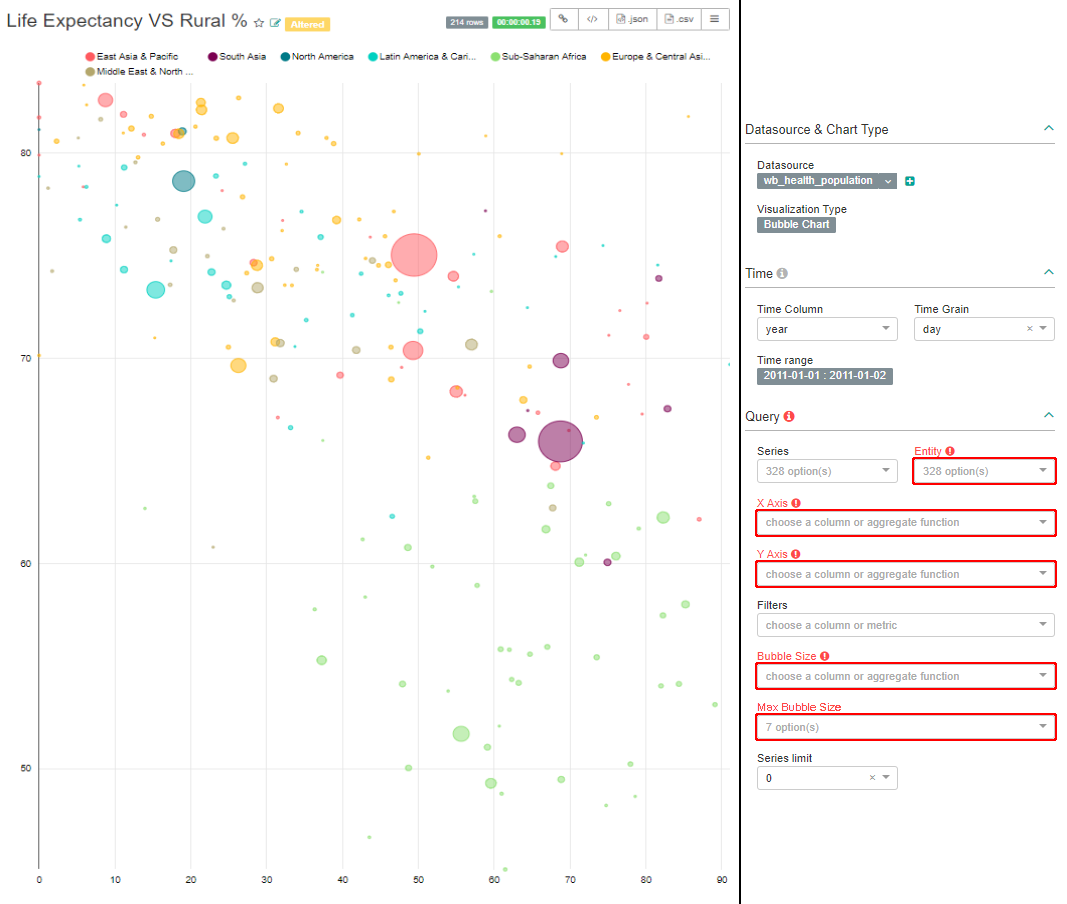 Life Expectancy VS Rural %
Altered
214 rows
00:00:00.15
</>
.json
.csv
East Asia & Pacific
South Asia
North America
Latin America & Cari...
Sub-Saharan Africa
Europe & Central Asi...
Middle East & North ...
80
70
60
50
0 10 20 30 40 50 60 70 80 90
Datasource & Chart Type
Datasource
wb_health_population
Visualization Type
Bubble Chart
Time
Time Column
Time Grain
year
day
Time range
2011-01-01 : 2011-01-02
Query
Series
Entity
328 option(s)
328 option(s)
X Axis
choose a column or aggregate function
Y Axis
choose a column or aggregate function
Filters
choose a column or metric
Bubble Size
choose a column or aggregate function
Max Bubble Size
7 option(s)
Series limit
0